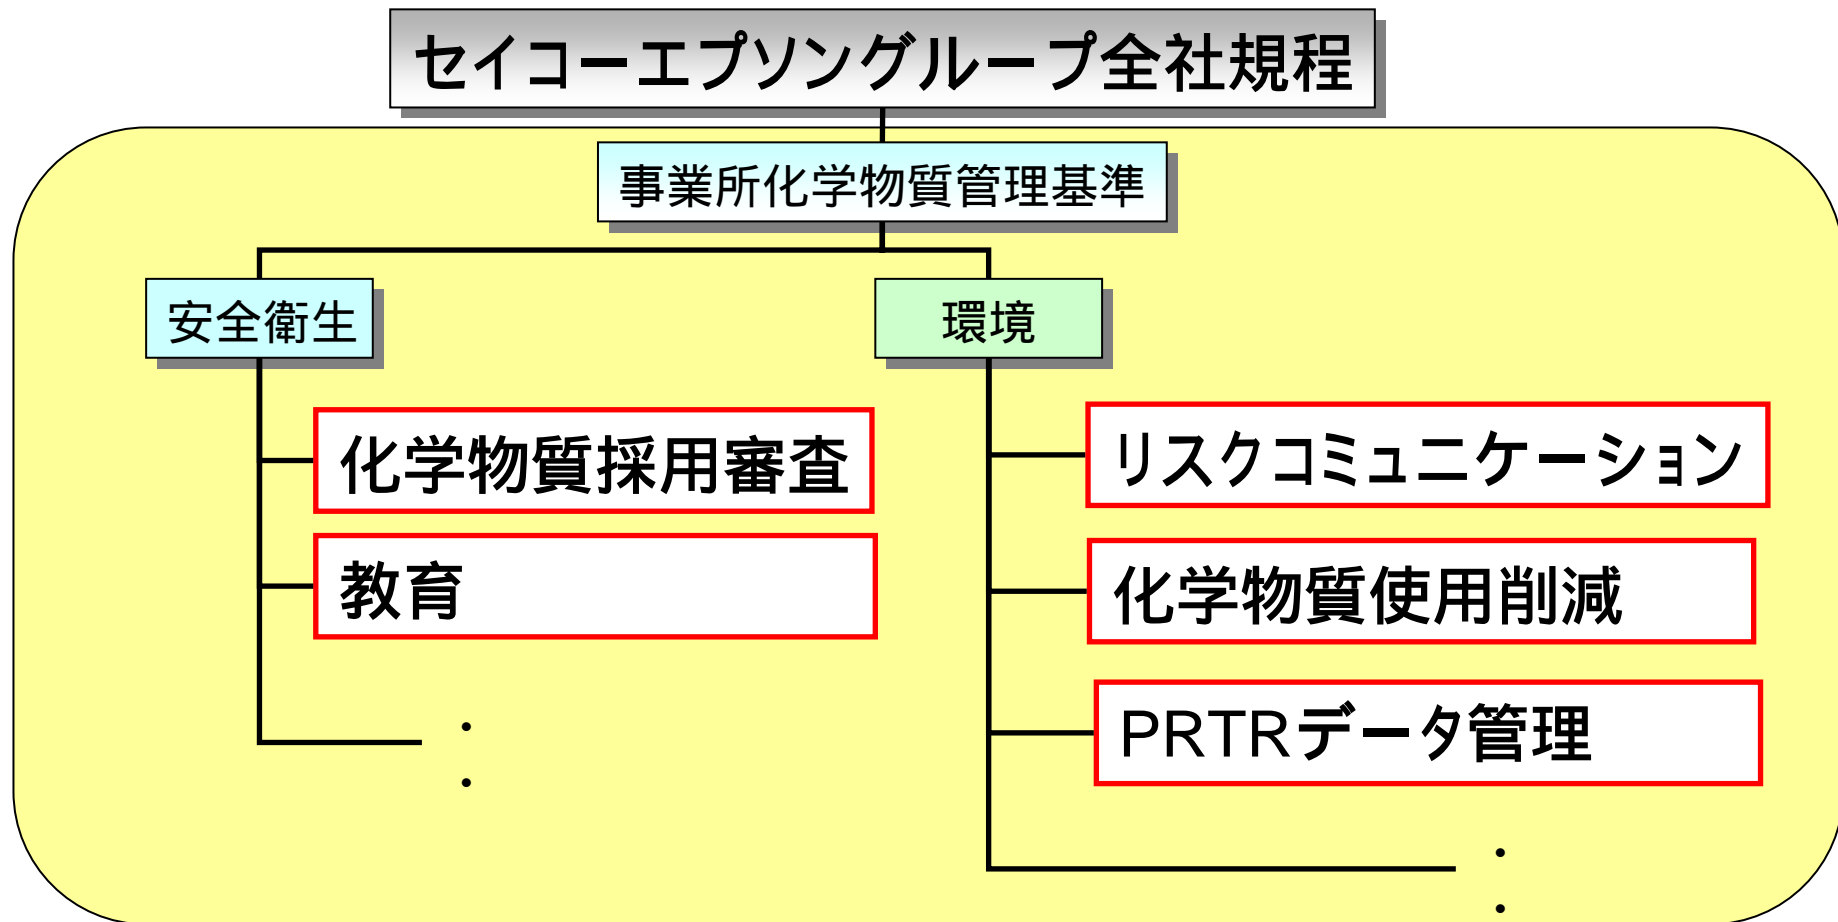 セイコーエプソングループ全社規程
事業所化学物質管理基準
安全衛生
環境
化学物質採用審査
教育
・
・
リスクコミュニケーション
化学物質使用削減
PRTRデータ管理
・
・